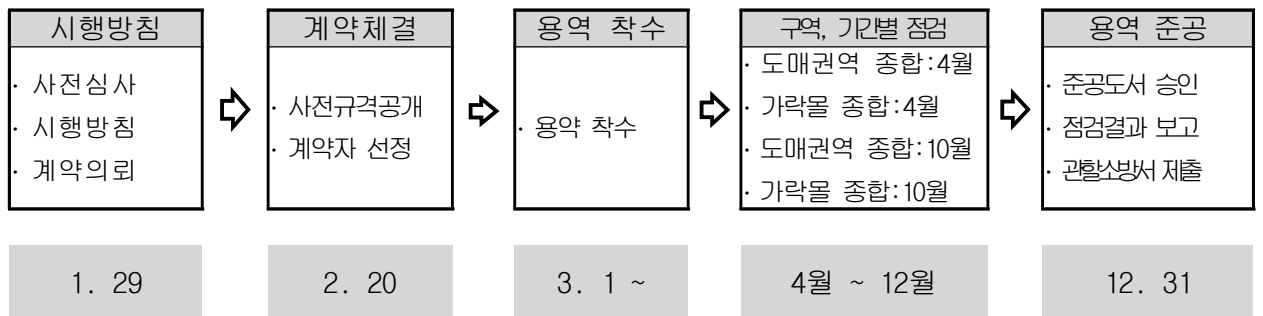 시행방침
· 사전심사
· 시행방침
· 계약의뢰
1. 29
계약체결
· 사전규격공개
· 계약자 선정
2. 20
용역 착수
· 용약 착수
3. 1 ~
구역, 기간별 점검
· 도매권역 종합:4월
· 가락몰 종합:4월
· 도매권역 종합:10월
· 가락몰 종합:10월
4월 ~ 12월
용역 준공
· 준공도서 승인
· 점검결과 보고
· 관할소방서 제출
12. 31